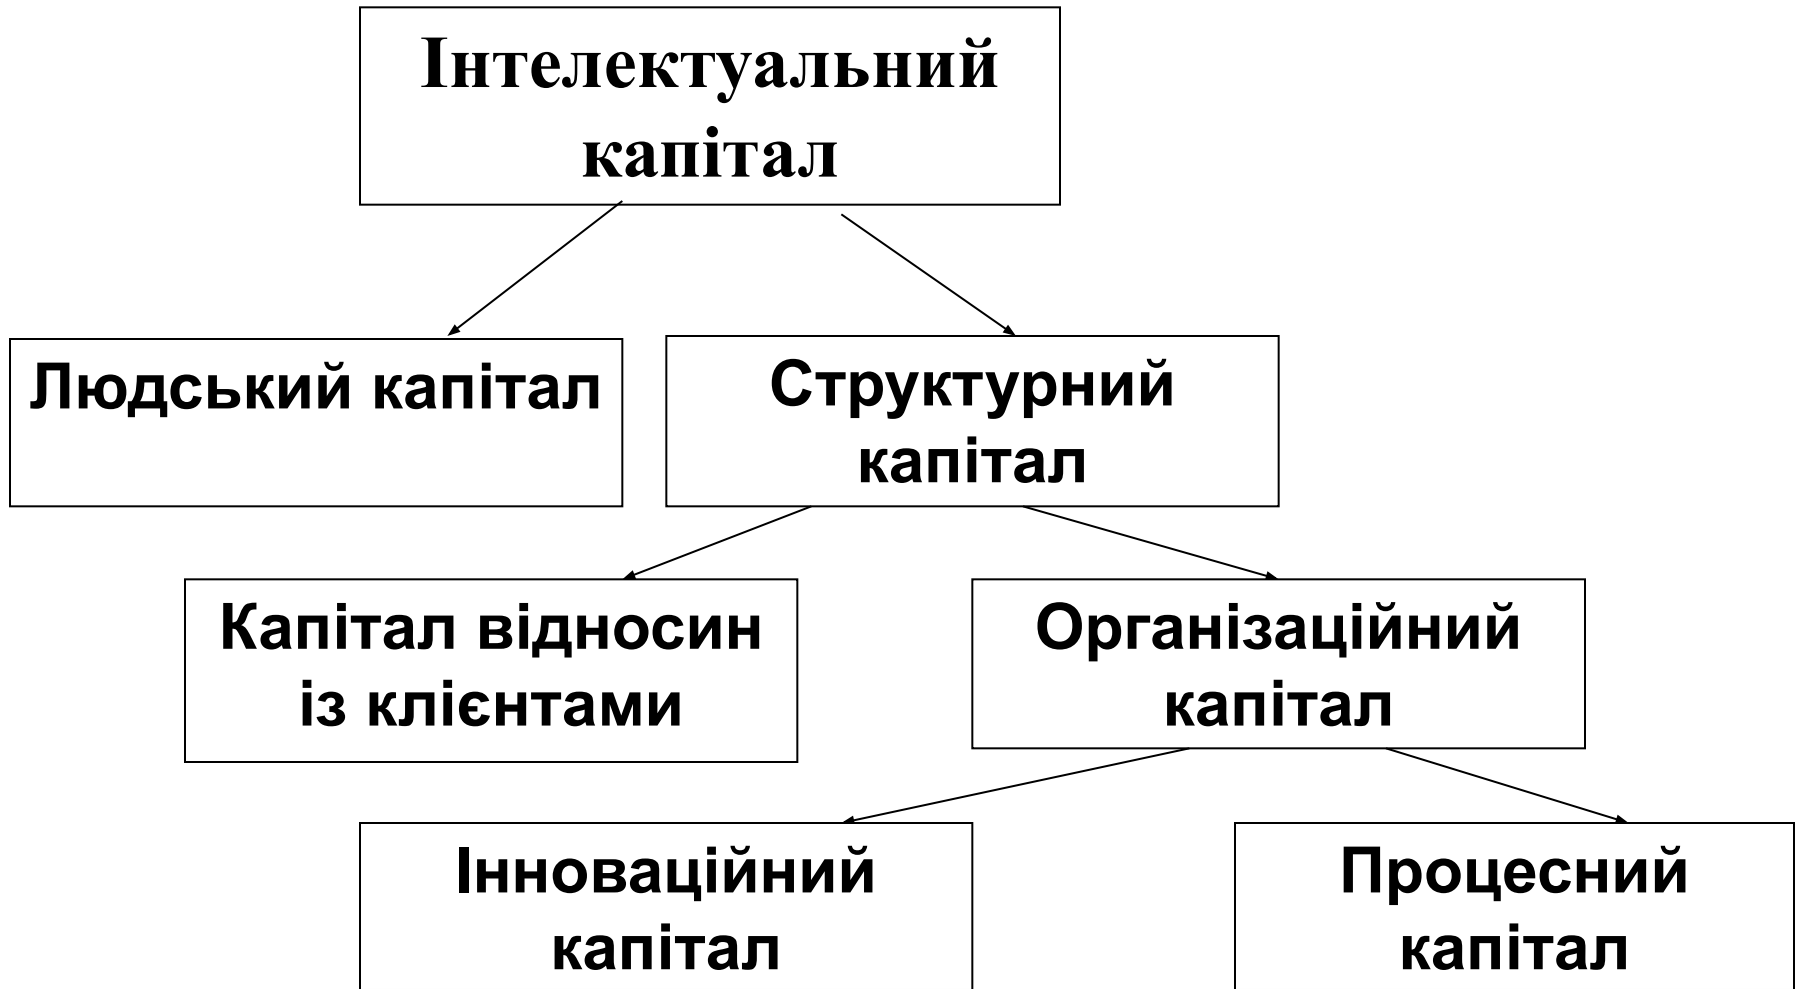 Інтелектуальний
капітал
Людський капітал
Структурний
капітал
Капітал відносин
із клієнтами
Організаційний
капітал
Інноваційний
капітал
Процесний
капітал